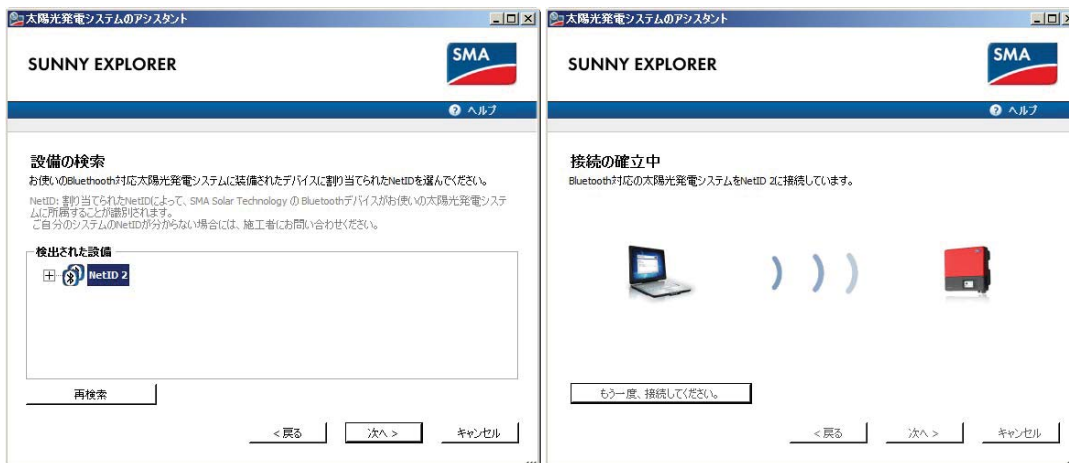 太陽光発電システムのアシスタント
SUNNY EXPLORER
SMA
ヘルプ
設備の検索
お使いのBluethooth対応太陽光発電システムに装備されたデバイスに割り当てられたNetIDを選んでください。
NetID: 割り当てられたNetIDによって、SMA Solar Technology の Bluetoothデバイスがお使いの太陽光発電システ
ムに所属することが識別されます。
ご自分のシステムのNetIDが分からない場合には、施工者にお問い合わせください。
検出された設備
NetID 2
再検索
< 戻る
次へ >
キャンセル
太陽光発電システムのアシスタント
SUNNY EXPLORER
SMA
ヘルプ
接続の確立中
Bluetooth対応の太陽光発電システムをNetID 2に接続しています。
もう一度、接続してください。
< 戻る
次へ >
キャンセル